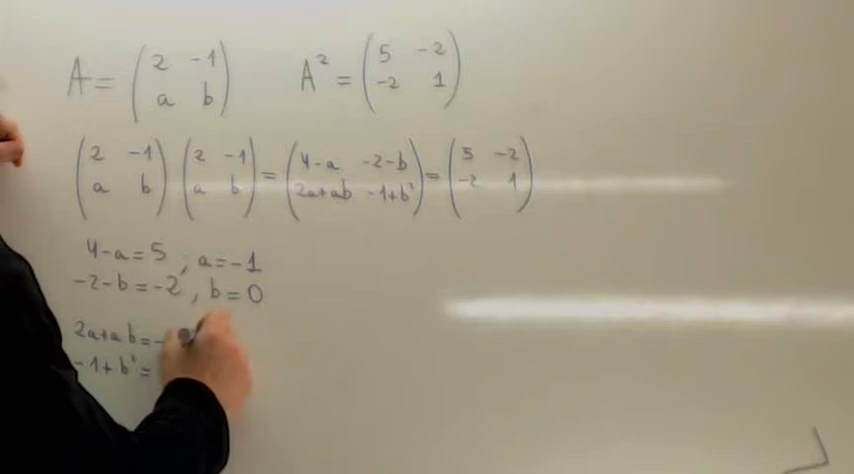 A = (2 -1 a b) A² = (5 -2 -2 1)
(2 -1 a b) (2 -1 a b) = (4-a -2-b 2a+ab -1+b²) = (5 -2 -2 1)
4-a=5, a=-1
-2-b=-2, b=0
2a+ab=-
-1+b²=